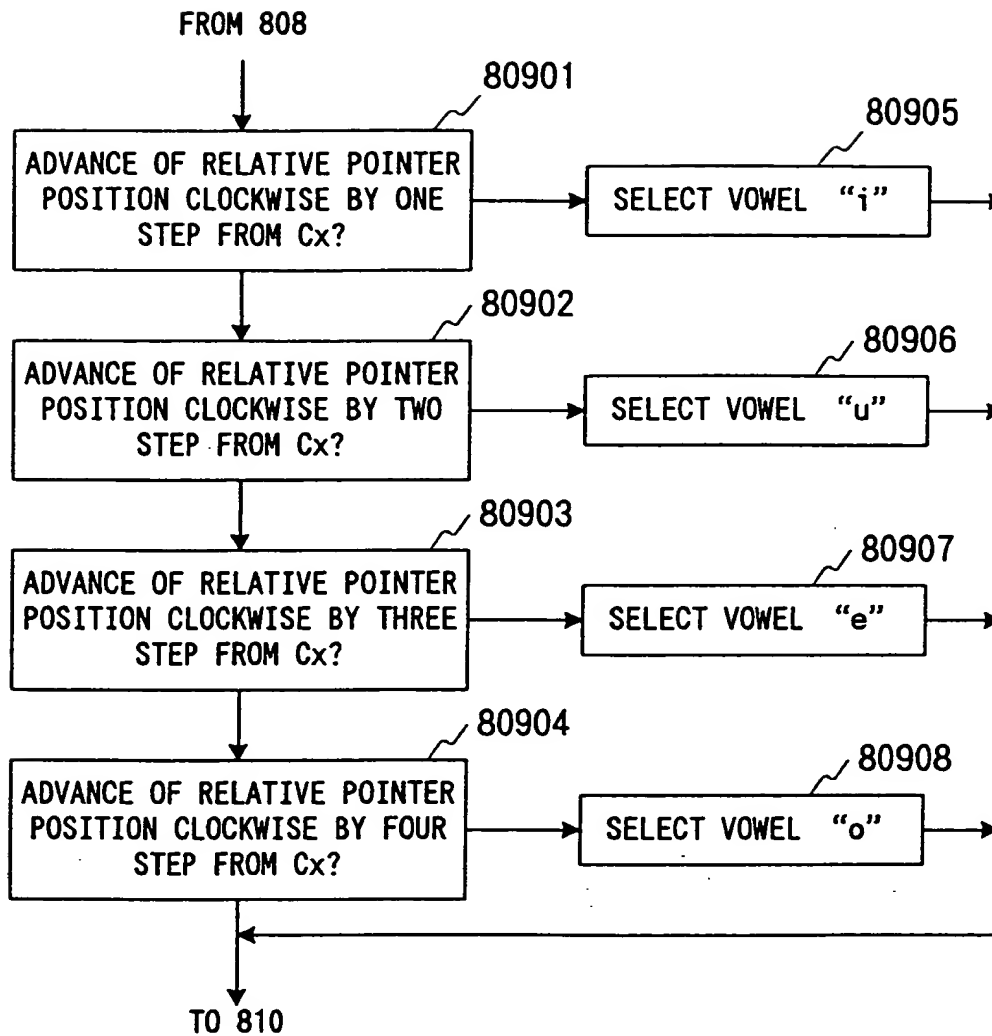 FROM 808
80901
ADVANCE OF RELATIVE POINTER
POSITION CLOCKWISE BY ONE
STEP FROM Cx?
80905
SELECT VOWEL “i”
80902
ADVANCE OF RELATIVE POINTER
POSITION CLOCKWISE BY TWO
STEP FROM Cx?
80906
SELECT VOWEL “u”
80903
ADVANCE OF RELATIVE POINTER
POSITION CLOCKWISE BY THREE
STEP FROM Cx?
80907
SELECT VOWEL “e”
80904
ADVANCE OF RELATIVE POINTER
POSITION CLOCKWISE BY FOUR
STEP FROM Cx?
80908
SELECT VOWEL “o”
TO 810